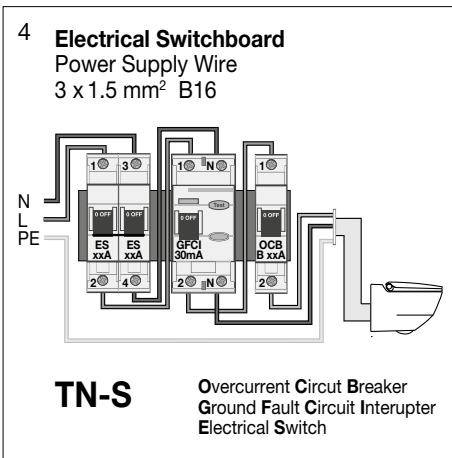 4
Electrical Switchboard
Power Supply Wire
3 x 1.5 mm² B16
1 3 1 N 1
N
L
PE
Test
0 OFF 0 OFF 0 OFF 0 OFF
ES ES GFCI OCB
xxA xxA 30mA B xxA
2 4 2 N 2
TN-S
Overcurrent Circut Breaker
Ground Fault Circuit Interupter
Electrical Switch